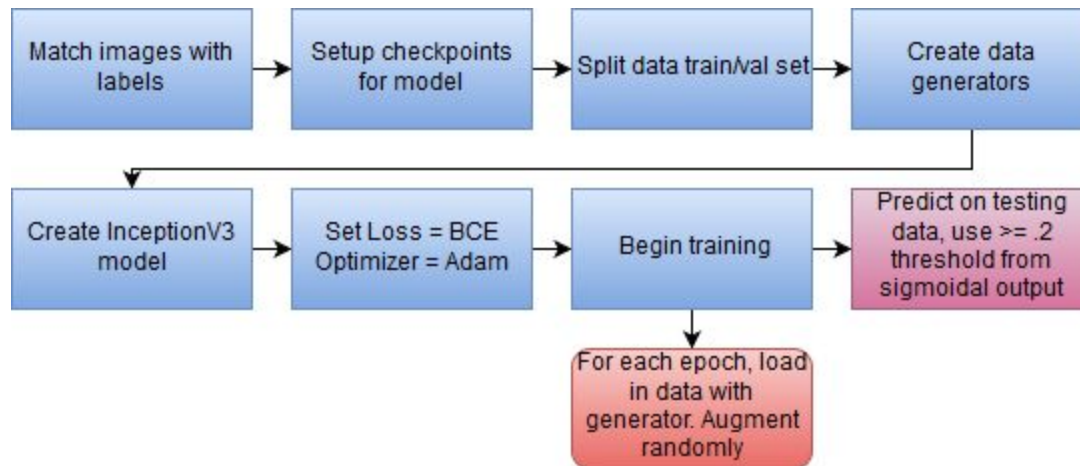 Match images with
labels
Setup checkpoints
for model
Split data train/val set
Create data
generators
Create InceptionV3
model
Set Loss = BCE
Optimizer = Adam
Begin training
Predict on testing
data, use >= .2
threshold from
sigmoidal output
For each epoch, load
in data with
generator. Augment
randomly